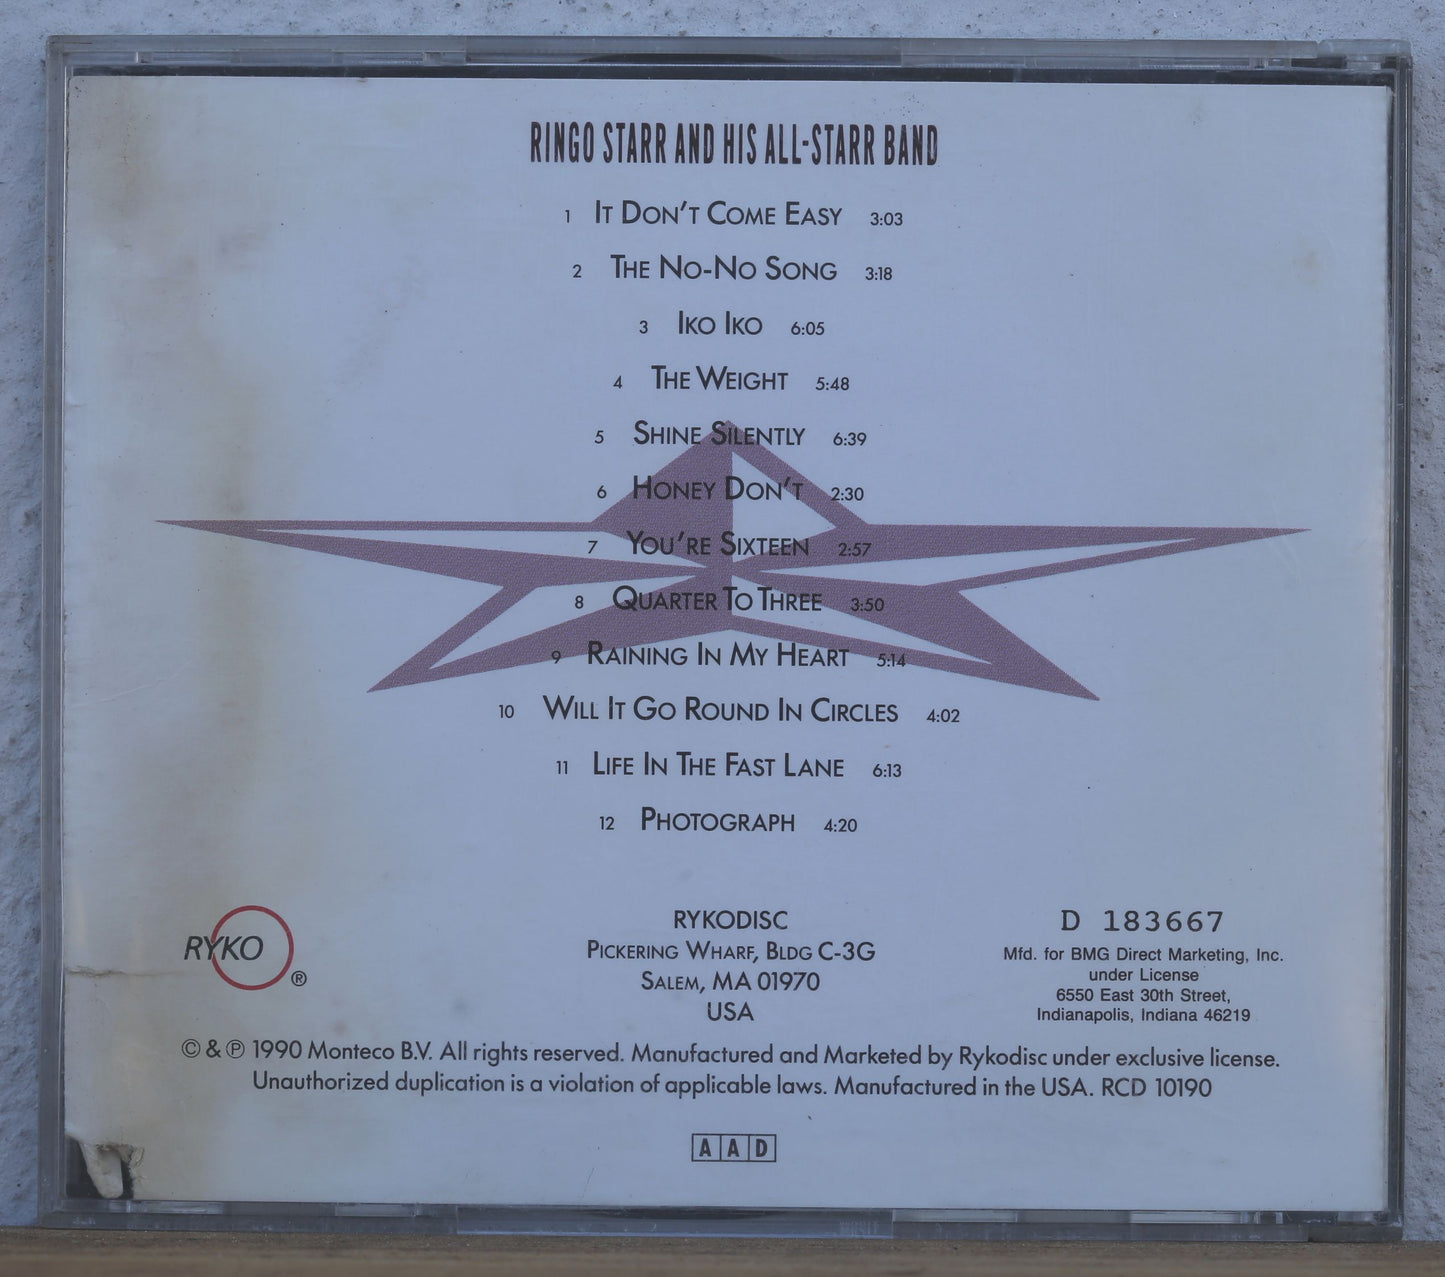 RINGO STARR AND HIS ALL-STARR BAND
1 IT DON'T COME EASY 3:03
2 THE NO-NO SONG 3:18
3 IKO IKO 6:05
4 THE WEIGHT 5:48
5 SHINE SILENTLY 6:39
6 HONEY DON'T 2:30
7 YOU'RE SIXTEEN 2:57
8 QUARTER TO THREE 3:50
9 RAINING IN MY HEART 5:14
10 WILL IT GO ROUND IN CIRCLES 4:02
11 LIFE IN THE FAST LANE 6:13
12 PHOTOGRAPH 4:20
RYKO ®
RYKODISC
PICKERING WHARF, BLDG C-3G
SALEM, MA 01970
USA
D 183667
Mfd. for BMG Direct Marketing, Inc.
under License
6550 East 30th Street,
Indianapolis, Indiana 46219
© & ℗ 1990 Monteco B.V. All rights reserved. Manufactured and Marketed by Rykodisc under exclusive license.
Unauthorized duplication is a violation of applicable laws. Manufactured in the USA. RCD 10190
A A D